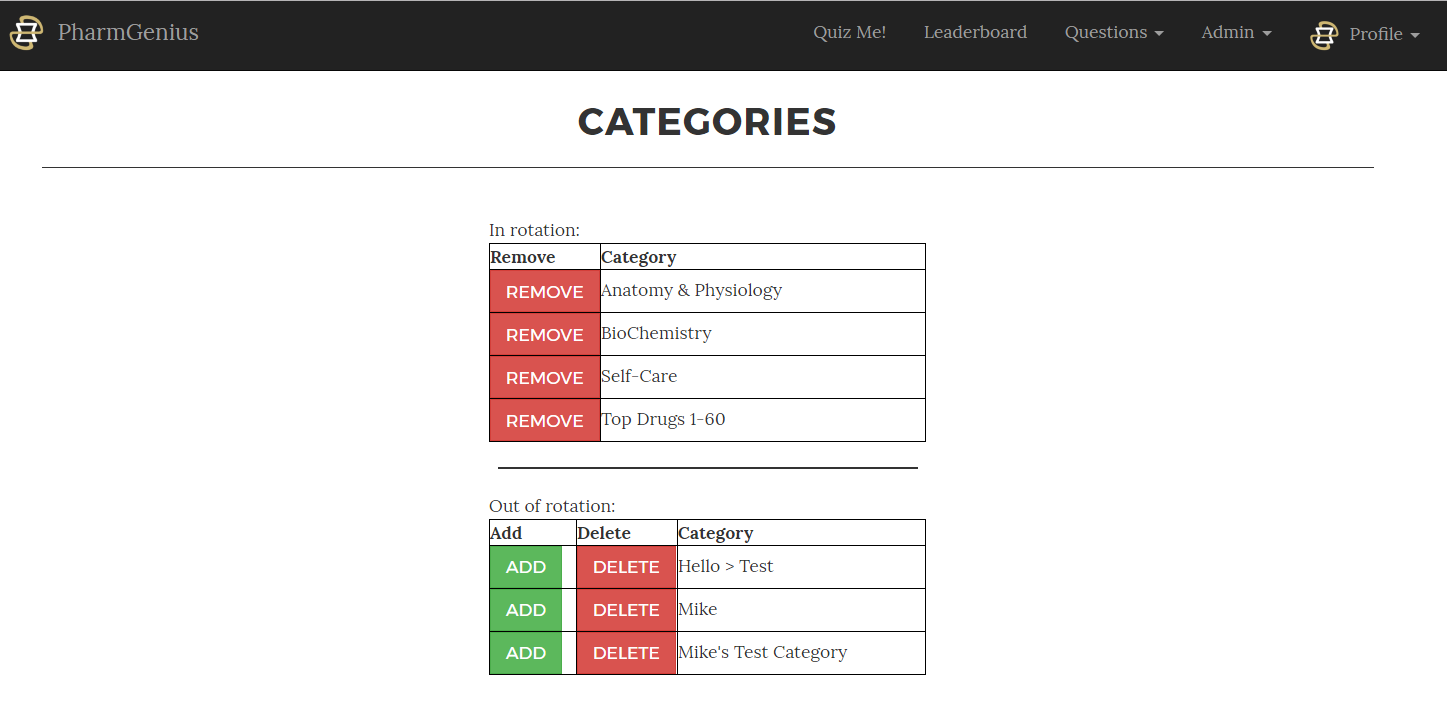 PharmGenius Quiz Me! Leaderboard Questions Admin Profile
CATEGORIES
In rotation:
Remove Category
REMOVE Anatomy & Physiology
REMOVE BioChemistry
REMOVE Self-Care
REMOVE Top Drugs 1-60
Out of rotation:
Add Delete Category
ADD DELETE Hello > Test
ADD DELETE Mike
ADD DELETE Mike's Test Category